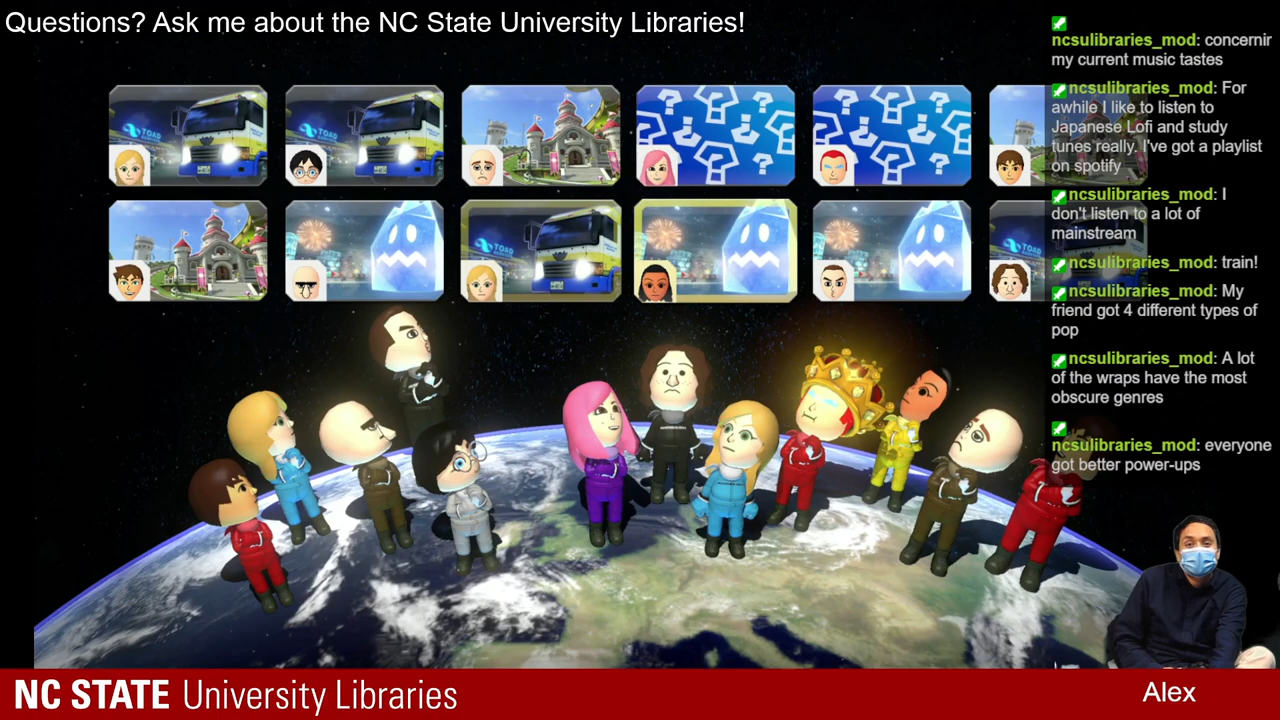 Questions? Ask me about the NC State University Libraries!
ncsulibraries_mod: concernir
my current music tastes
ncsulibraries_mod: For
awhile I like to listen to
Japanese Lofi and study
tunes really. I've got a playlist
on spotify
ncsulibraries_mod: I
don't listen to a lot of
mainstream
ncsulibraries_mod: train!
ncsulibraries_mod: My
friend got 4 different types of
pop
ncsulibraries_mod: A lot
of the wraps have the most
obscure genres
ncsulibraries_mod: everyone
got better power-ups
TOAD
TOAD
TOAD
NC STATE University Libraries
Alex